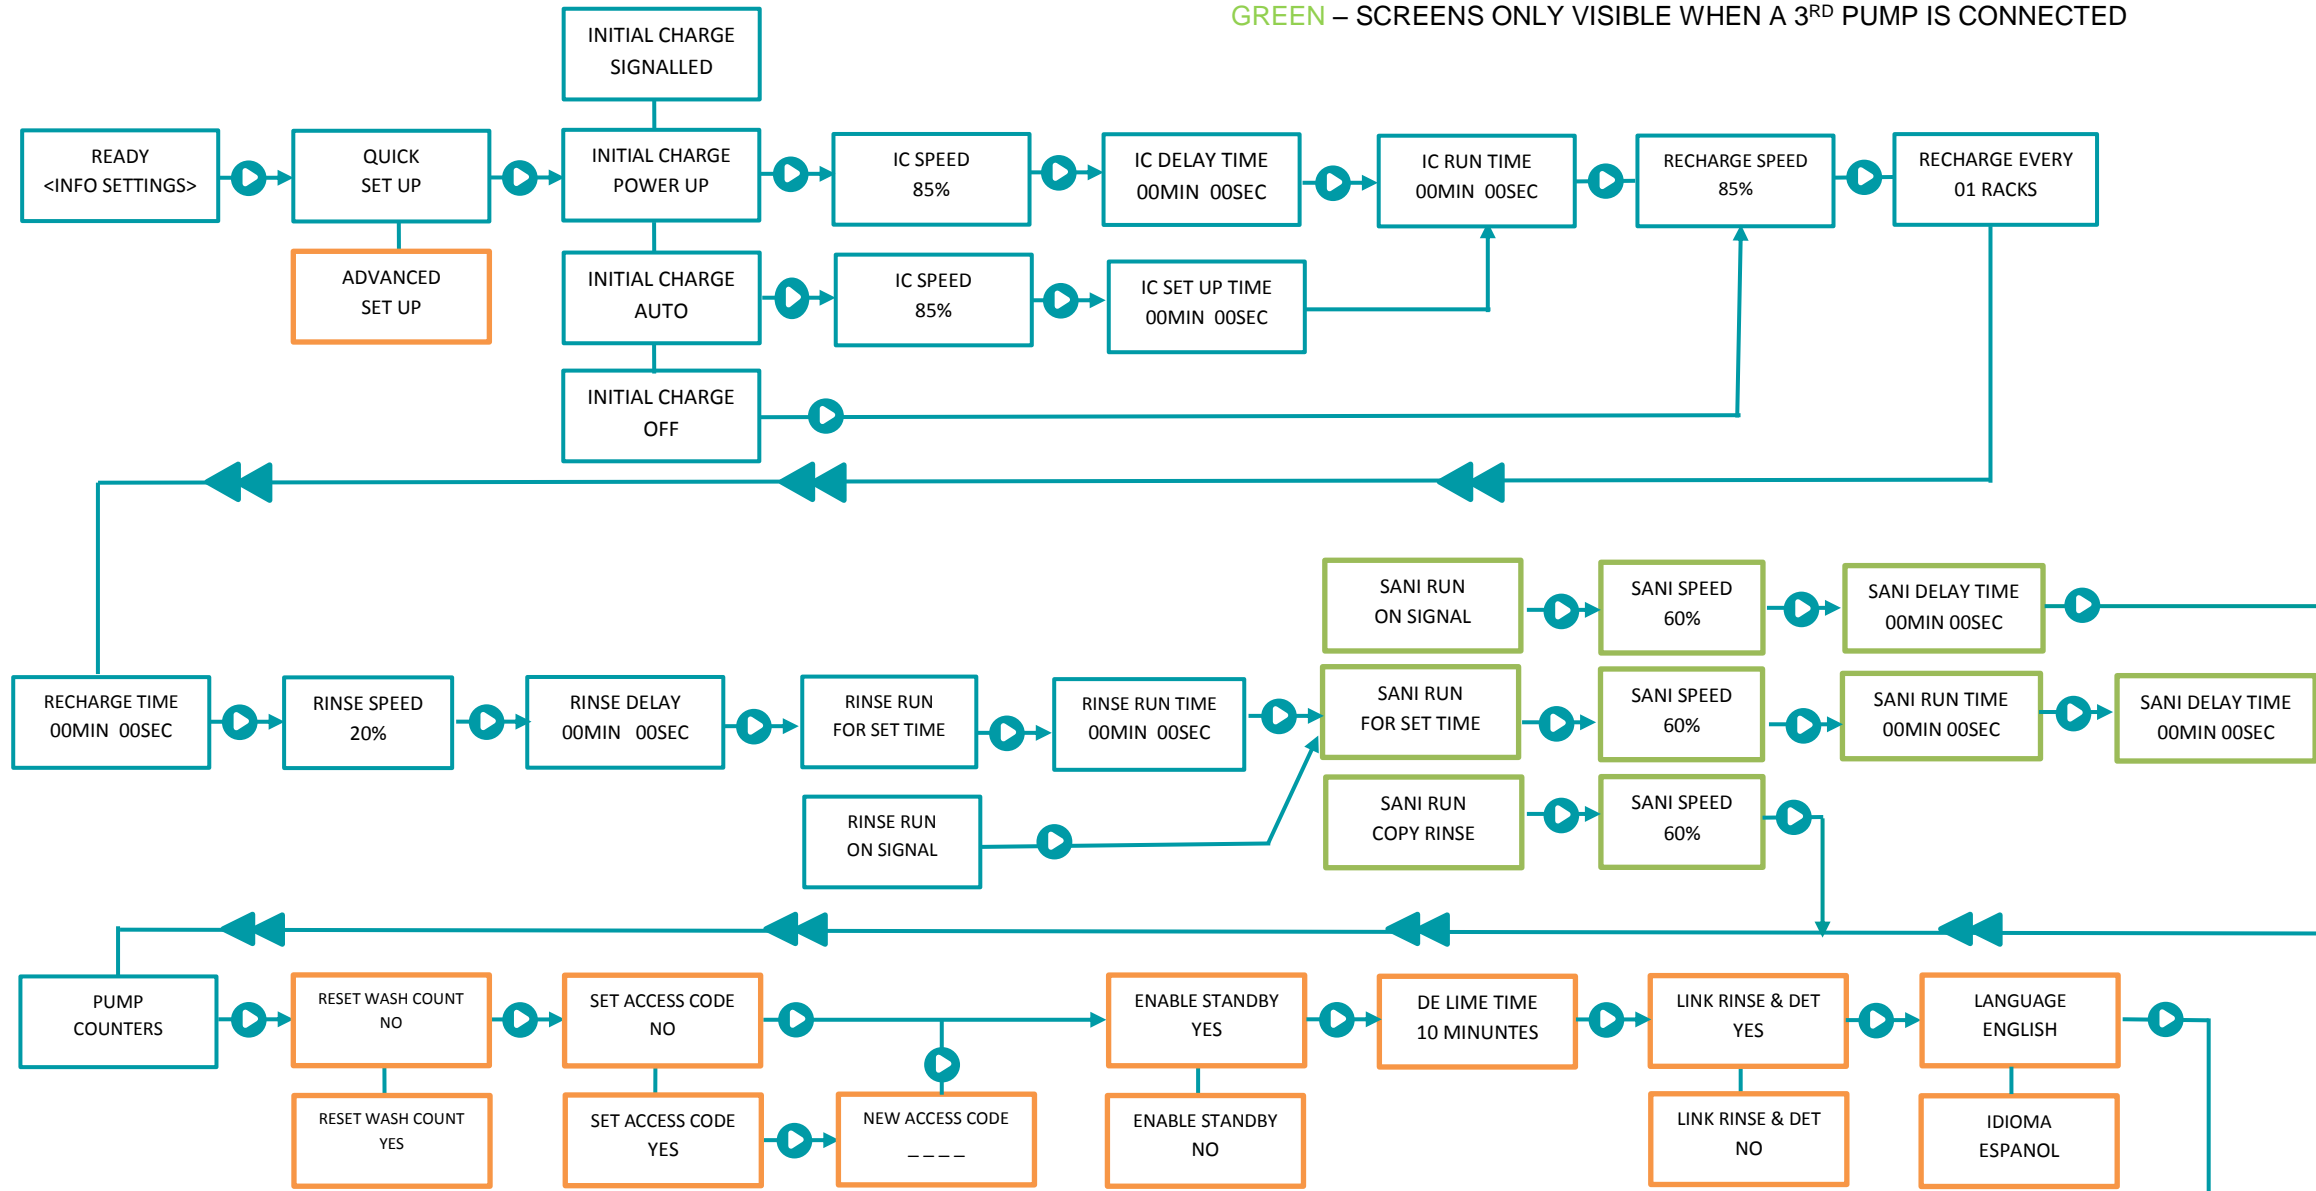 GREEN – SCREENS ONLY VISIBLE WHEN A 3RD PUMP IS CONNECTED
INITIAL CHARGE
SIGNALLED
READY
<INFO SETTINGS>
QUICK
SET UP
INITIAL CHARGE
POWER UP
IC SPEED
85%
IC DELAY TIME
00MIN 00SEC
IC RUN TIME
00MIN 00SEC
RECHARGE SPEED
85%
RECHARGE EVERY
01 RACKS
ADVANCED
SET UP
INITIAL CHARGE
AUTO
IC SPEED
85%
IC SET UP TIME
00MIN 00SEC
INITIAL CHARGE
OFF
SANI RUN
ON SIGNAL
SANI SPEED
60%
SANI DELAY TIME
00MIN 00SEC
RECHARGE TIME
00MIN 00SEC
RINSE SPEED
20%
RINSE DELAY
00MIN 00SEC
RINSE RUN
FOR SET TIME
RINSE RUN TIME
00MIN 00SEC
SANI RUN
FOR SET TIME
SANI SPEED
60%
SANI RUN TIME
00MIN 00SEC
SANI DELAY TIME
00MIN 00SEC
RINSE RUN
ON SIGNAL
SANI RUN
COPY RINSE
SANI SPEED
60%
PUMP
COUNTERS
RESET WASH COUNT
NO
SET ACCESS CODE
NO
ENABLE STANDBY
YES
DE LIME TIME
10 MINUNTES
LINK RINSE & DET
YES
LANGUAGE
ENGLISH
RESET WASH COUNT
YES
SET ACCESS CODE
YES
NEW ACCESS CODE
_ _ _ _
ENABLE STANDBY
NO
LINK RINSE & DET
NO
IDIOMA
ESPANOL